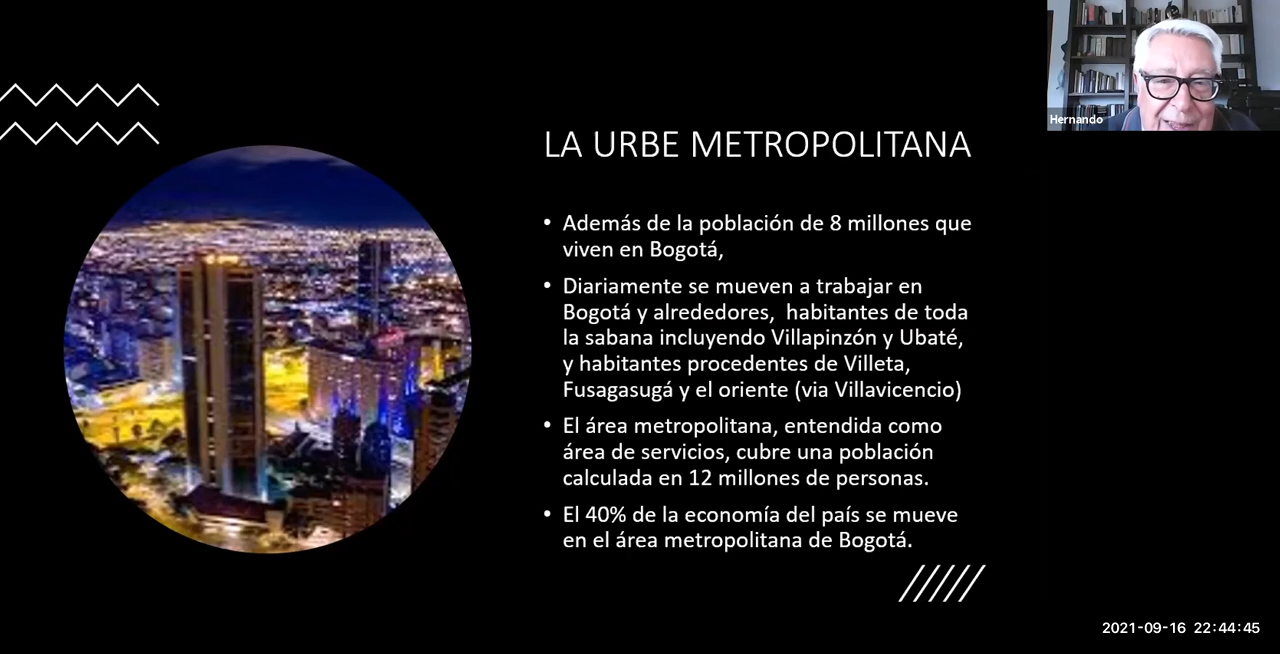 Hernando
LA URBE METROPOLITANA
• Además de la población de 8 millones que
viven en Bogotá,
• Diariamente se mueven a trabajar en
Bogotá y alrededores,  habitantes de toda
la sabana incluyendo Villapinzón y Ubaté,
y habitantes procedentes de Villeta,
Fusagasugá y el oriente (via Villavicencio)
• El área metropolitana, entendida como
área de servicios, cubre una población
calculada en 12 millones de personas.
• El 40% de la economía del país se mueve
en el área metropolitana de Bogotá.
2021-09-16 22:44:45